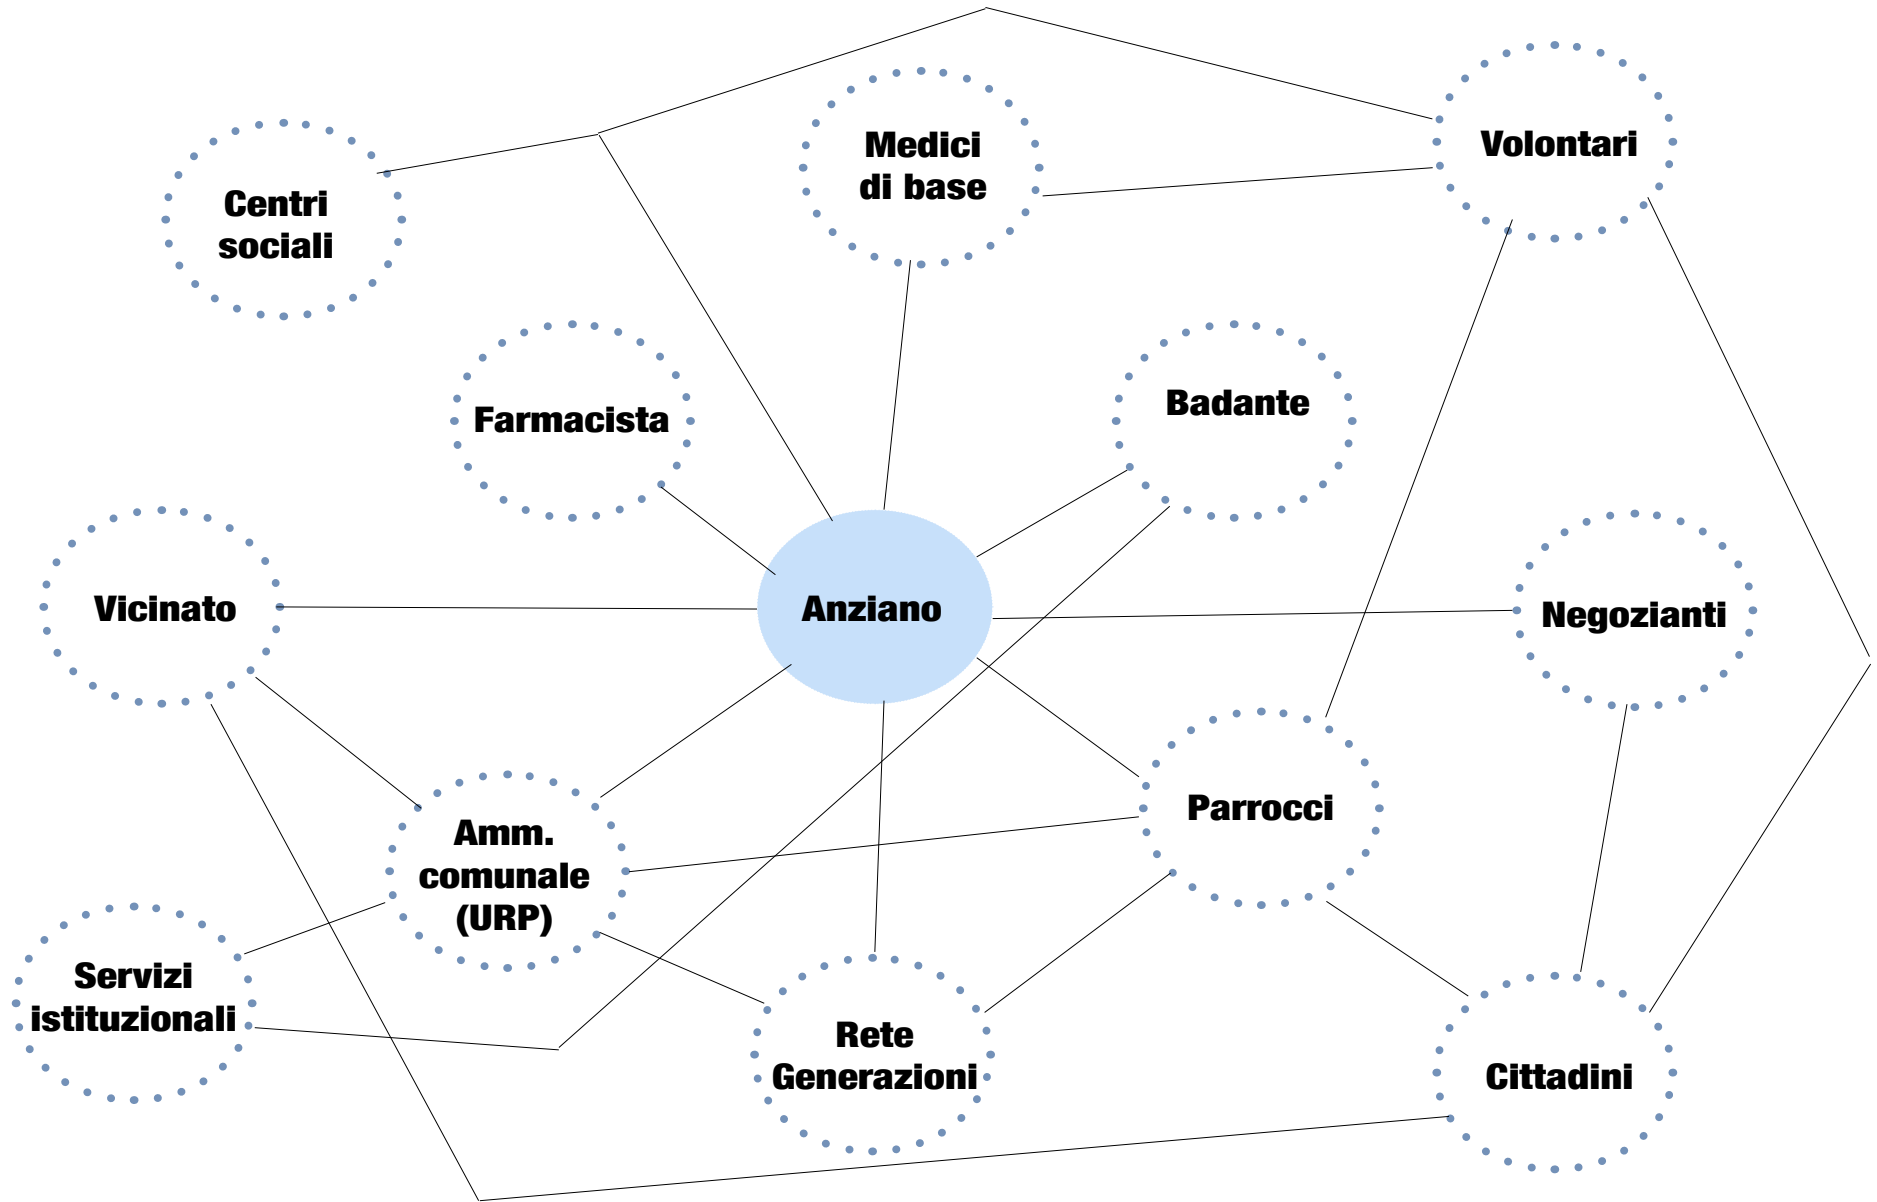 Medici
di base
Volontari
Centri
sociali
Farmacista
Badante
Vicinato
Anziano
Negozianti
Parrocci
Amm.
comunale
(URP)
Servizi
istituzionali
Rete
Generazioni
Cittadini